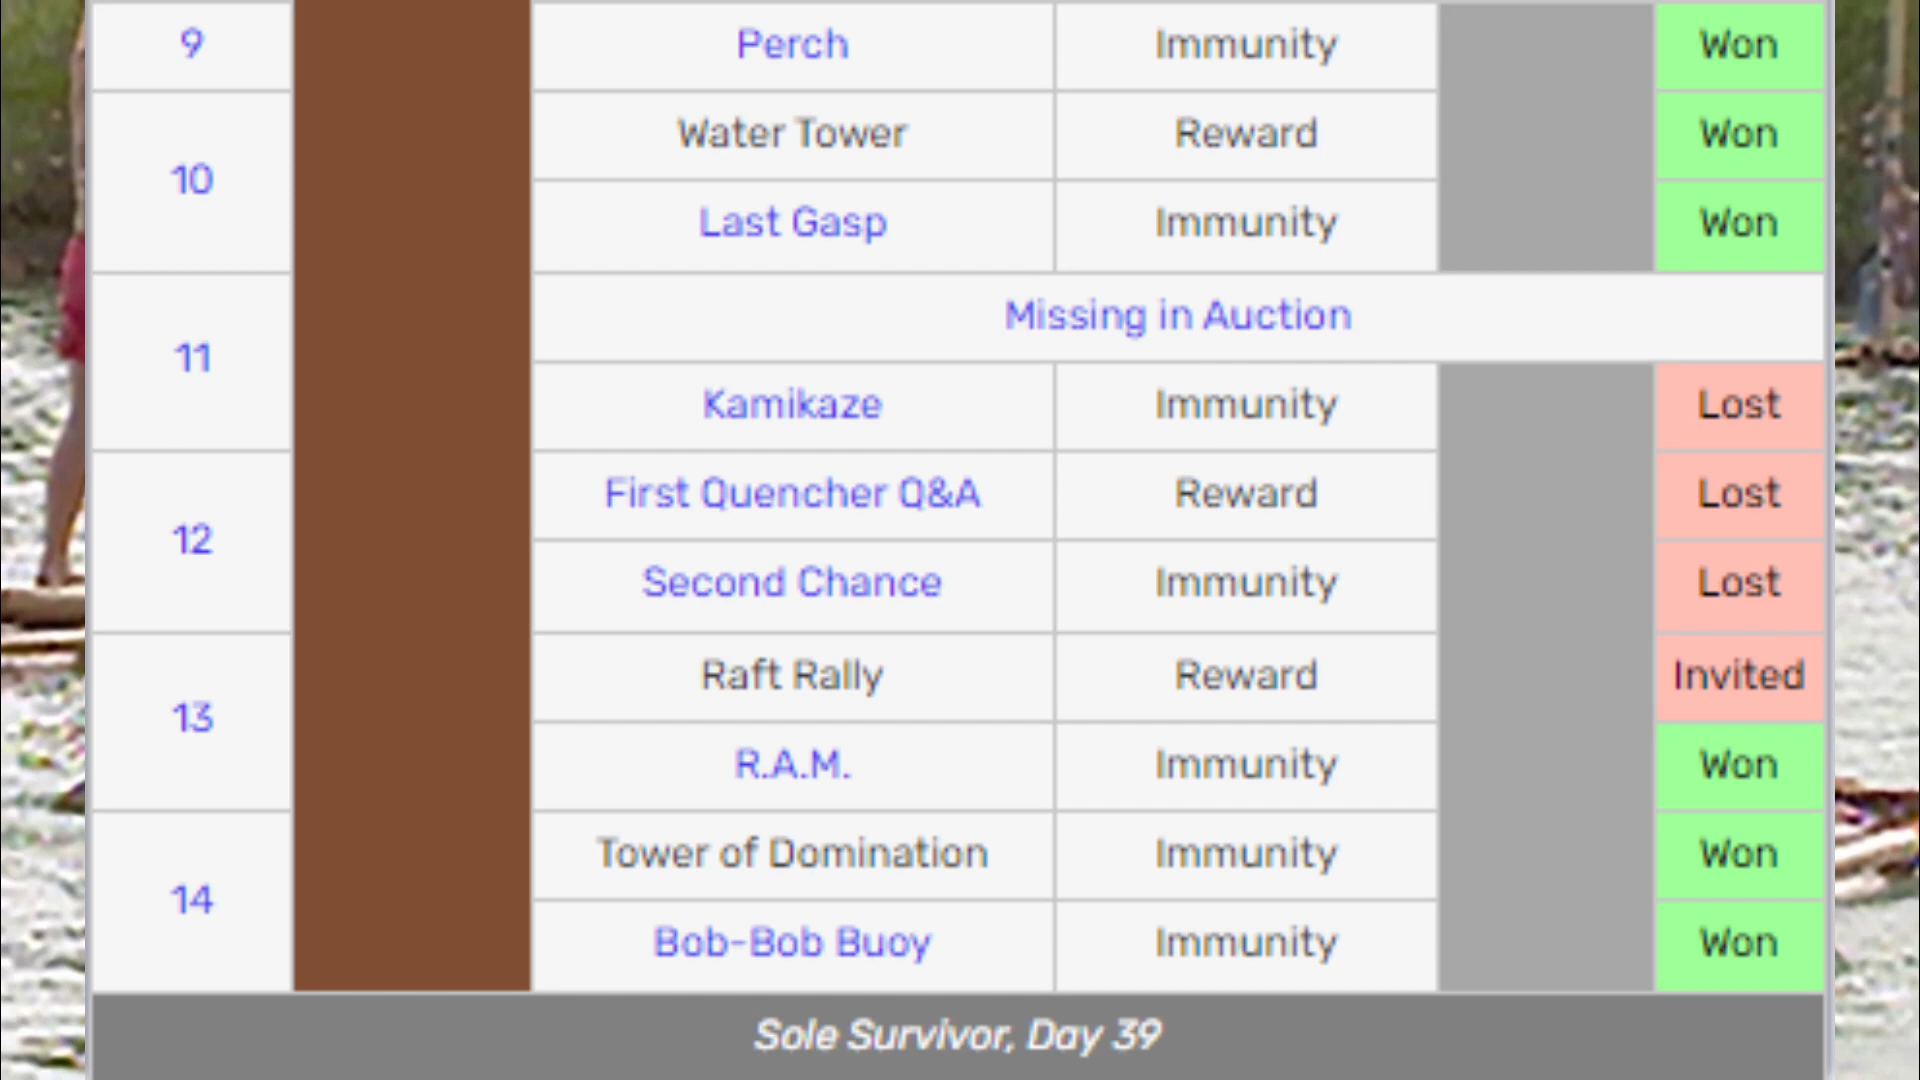 9 Perch Immunity Won
10 Water Tower Reward Won
Last Gasp Immunity Won
11 Missing in Auction
Kamikaze Immunity Lost
12 First Quencher Q&A Reward Lost
Second Chance Immunity Lost
13 Raft Rally Reward Invited
R.A.M. Immunity Won
14 Tower of Domination Immunity Won
Bob-Bob Buoy Immunity Won
Sole Survivor, Day 39